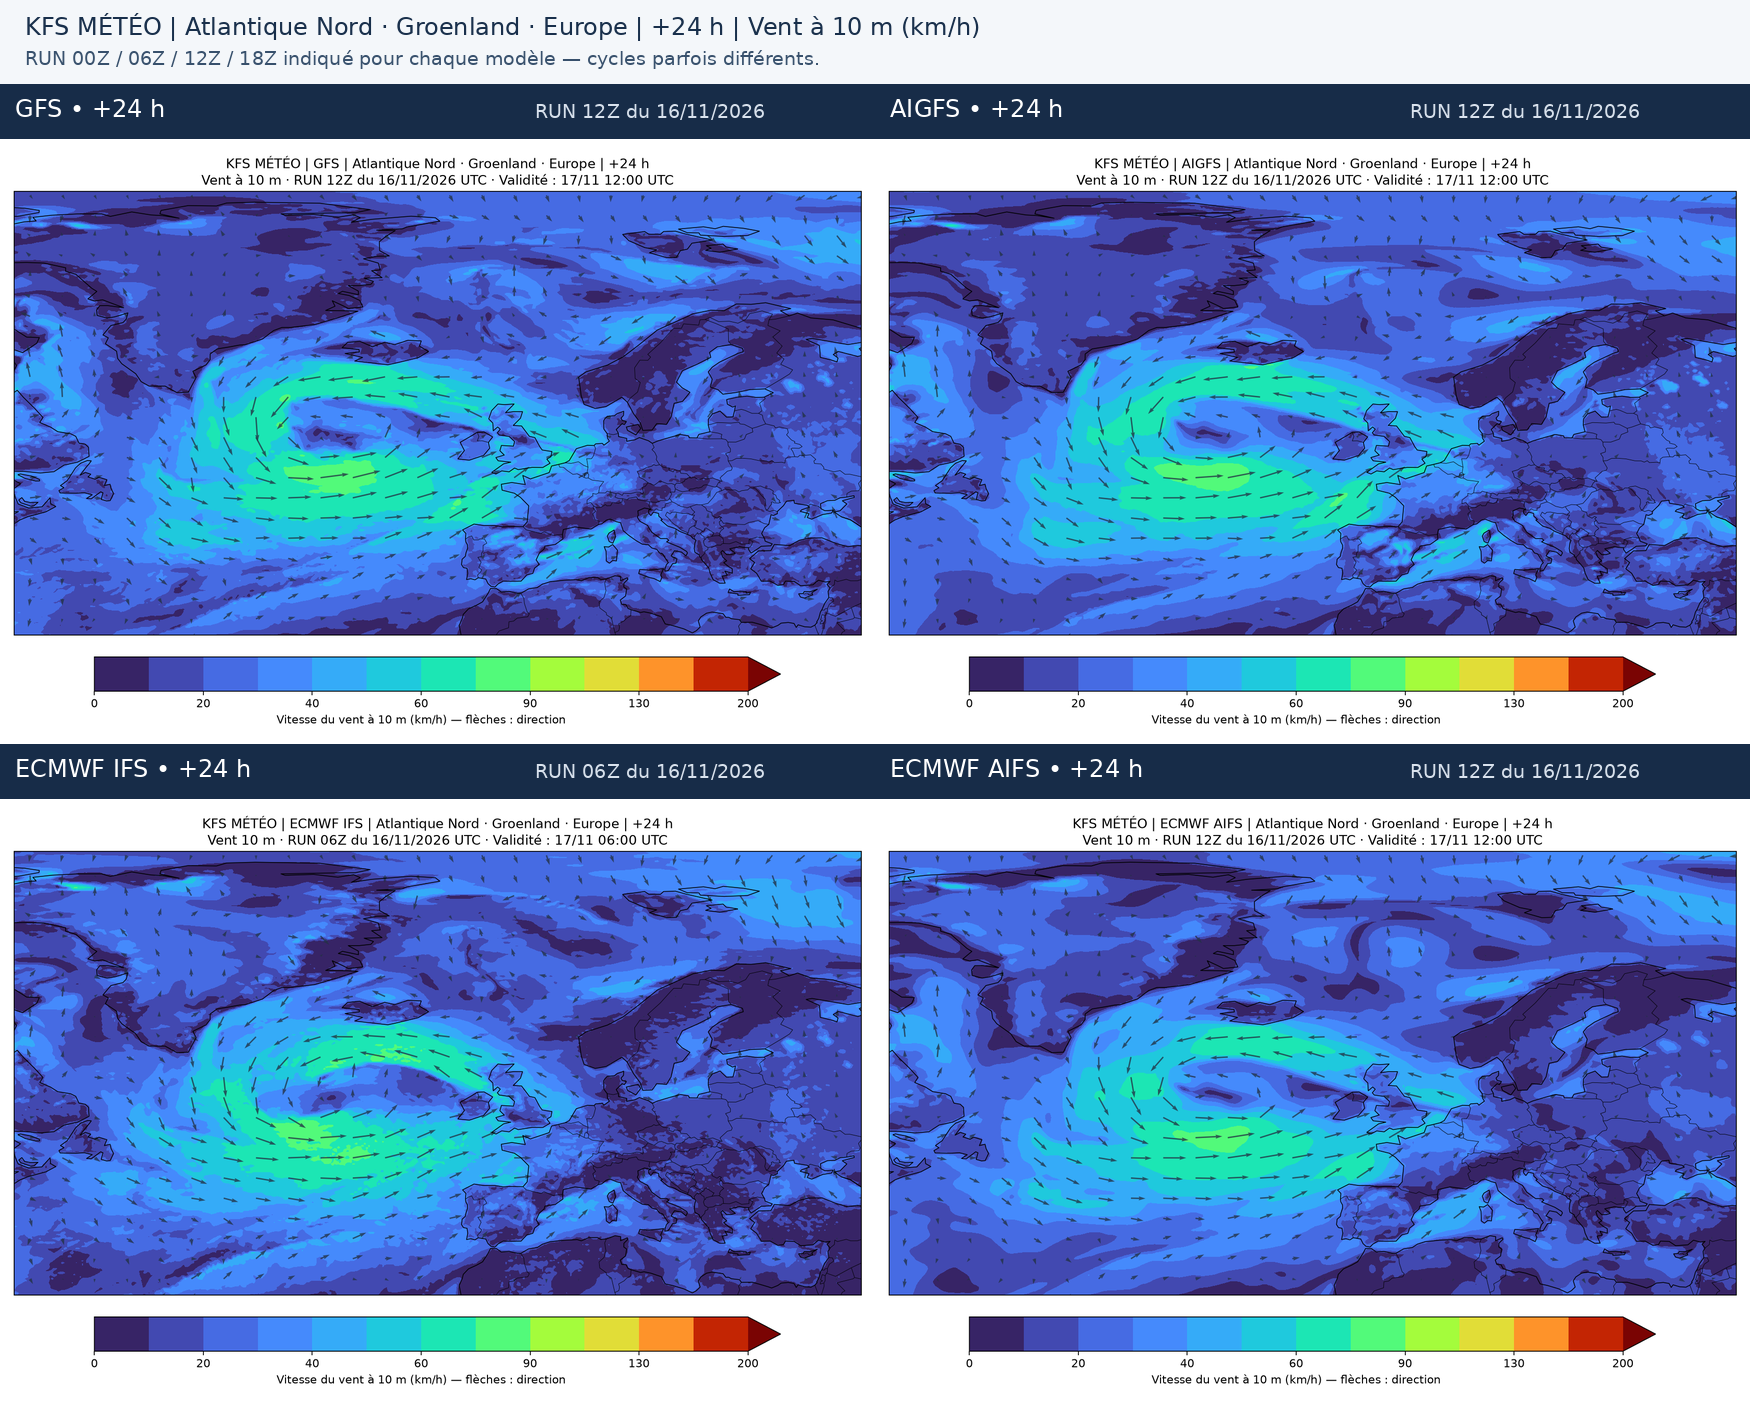 KFS MÉTÉO | Atlantique Nord · Groenland · Europe | +24 h | Vent à 10 m (km/h)
RUN 00Z / 06Z / 12Z / 18Z indiqué pour chaque modèle — cycles parfois différents.
GFS • +24 h
RUN 12Z du 16/11/2026
KFS MÉTÉO | GFS | Atlantique Nord · Groenland · Europe | +24 h
Vent à 10 m · RUN 12Z du 16/11/2026 UTC · Validité : 17/11 12:00 UTC
0 20 40 60 90 130 200
Vitesse du vent à 10 m (km/h) — flèches : direction
AIGFS • +24 h
RUN 12Z du 16/11/2026
KFS MÉTÉO | AIGFS | Atlantique Nord · Groenland · Europe | +24 h
Vent à 10 m · RUN 12Z du 16/11/2026 UTC · Validité : 17/11 12:00 UTC
0 20 40 60 90 130 200
Vitesse du vent à 10 m (km/h) — flèches : direction
ECMWF IFS • +24 h
RUN 06Z du 16/11/2026
KFS MÉTÉO | ECMWF IFS | Atlantique Nord · Groenland · Europe | +24 h
Vent 10 m · RUN 06Z du 16/11/2026 UTC · Validité : 17/11 06:00 UTC
0 20 40 60 90 130 200
Vitesse du vent à 10 m (km/h) — flèches : direction
ECMWF AIFS • +24 h
RUN 12Z du 16/11/2026
KFS MÉTÉO | ECMWF AIFS | Atlantique Nord · Groenland · Europe | +24 h
Vent 10 m · RUN 12Z du 16/11/2026 UTC · Validité : 17/11 12:00 UTC
0 20 40 60 90 130 200
Vitesse du vent à 10 m (km/h) — flèches : direction